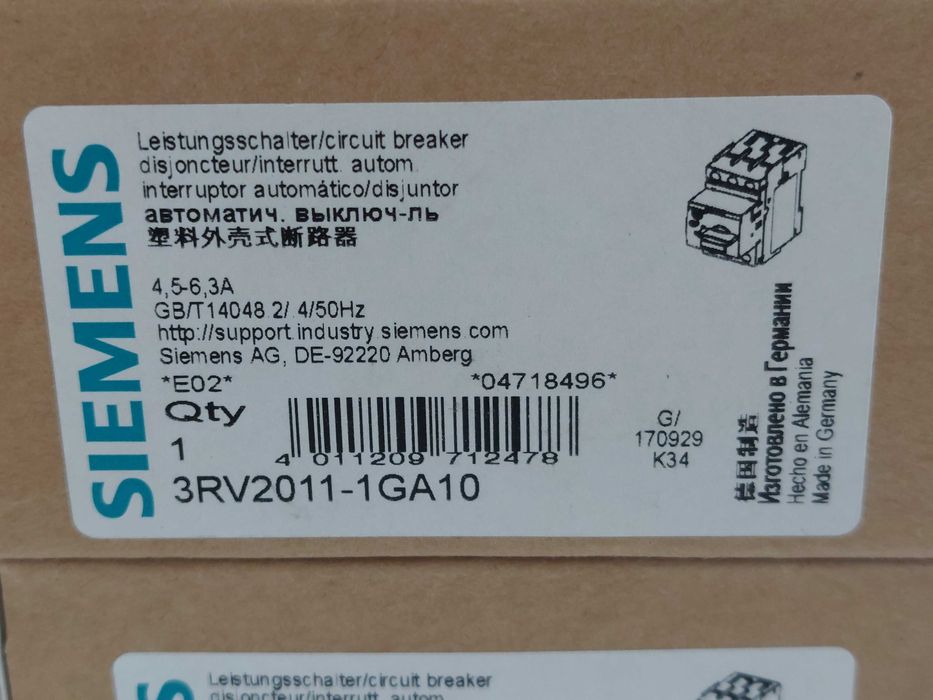 SIEMENS
Leistungsschalter/circuit breaker
disjoncteur/interrutt. autom.
interruptor automático/disjuntor
автоматич. выключ-ль
塑料外壳式断路器
4,5-6,3A
GB/T14048.2/.4/50Hz
http://support.industry.siemens.com
Siemens AG, DE-92220 Amberg
*E02*
*04718496*
Qty
1
4 011209 712478
3RV2011-1GA10
G/
170929
K34
德国制造
Изготовлено в Германии
Hecho en Alemania
Made in Germany
Leistungsschalter/circuit breaker
disjoncteur/interrutt. autom.